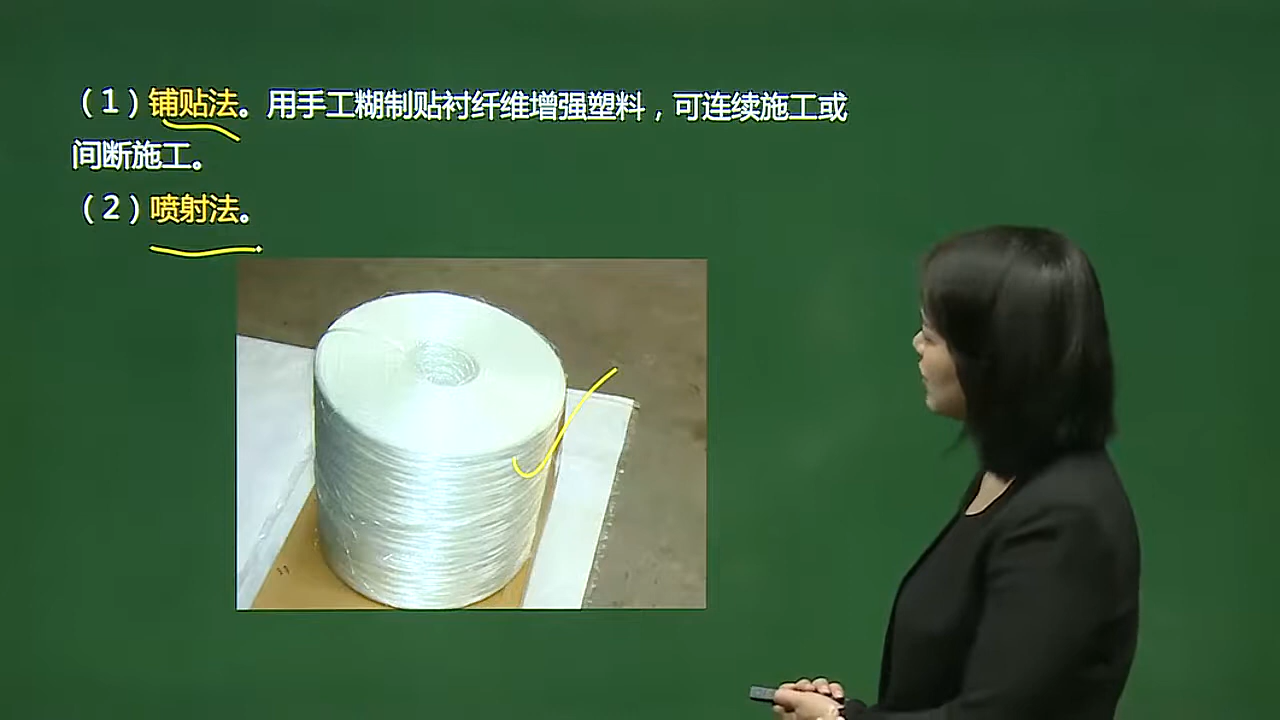 （1）铺贴法。用手工糊制贴衬纤维增强塑料，可连续施工或
间断施工。
（2）喷射法。